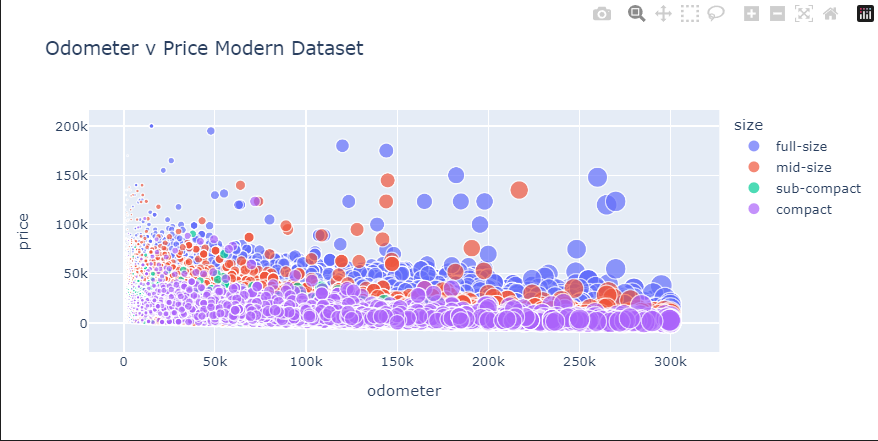 Odometer v Price Modern Dataset
size
full-size
mid-size
sub-compact
compact
price
200k
150k
100k
50k
0
0 50k 100k 150k 200k 250k 300k
odometer